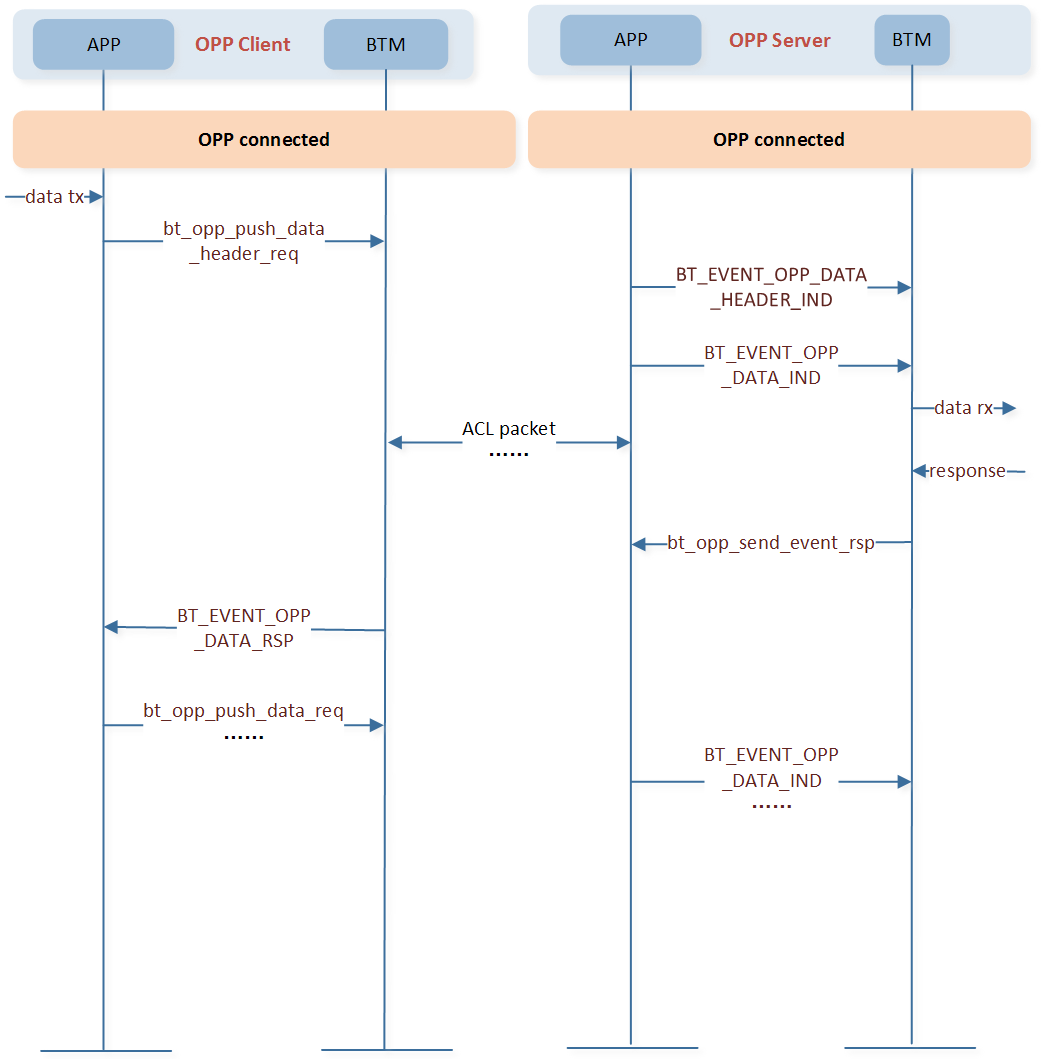 APP
OPP Client
BTM
APP
OPP Server
BTM
OPP connected
OPP connected
data tx
bt_opp_push_data
_header_req
BT_EVENT_OPP_DATA
_HEADER_IND
BT_EVENT_OPP
_DATA_IND
data rx
ACL packet
......
response
bt_opp_send_event_rsp
BT_EVENT_OPP
_DATA_RSP
bt_opp_push_data_req
......
BT_EVENT_OPP
_DATA_IND
......